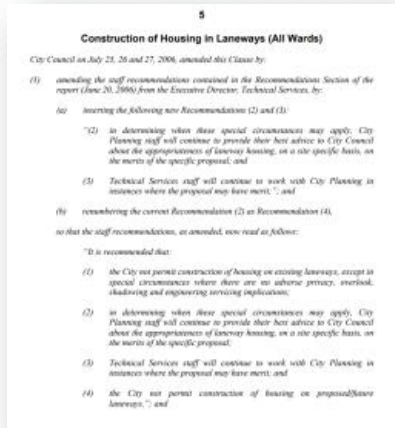 5
Construction of Housing in Laneways (All Wards)
City Council on July 25, 26 and 27, 2006, amended this Clause by:
(1) amending the staff recommendations contained in the Recommendations Section of the
report (June 20, 2006) from the Executive Director, Technical Services, by:
(a) inserting the following new Recommendations (2) and (3):
"(2) in determining when these special circumstances may apply, City
Planning staff will continue to provide their best advice to City Council
about the appropriateness of laneway housing, on a site specific basis, on
the merits of the specific proposal; and
(3) Technical Services staff will continue to work with City Planning in
instances where the proposal may have merit."; and
(b) renumbering the current Recommendation (2) as Recommendation (4),
so that the staff recommendations, as amended, now read as follows:
"It is recommended that:
(1) the City not permit construction of housing on existing laneways, except in
special circumstances where there are no adverse privacy, overlook,
shadowing and engineering servicing implications;
(2) in determining when these special circumstances may apply, City
Planning staff will continue to provide their best advice to City Council
about the appropriateness of laneway housing, on a site specific basis, on
the merits of the specific proposal;
(3) Technical Services staff will continue to work with City Planning in
instances where the proposal may have merit; and
(4) the City not permit construction of housing on proposed/future
laneways."; and